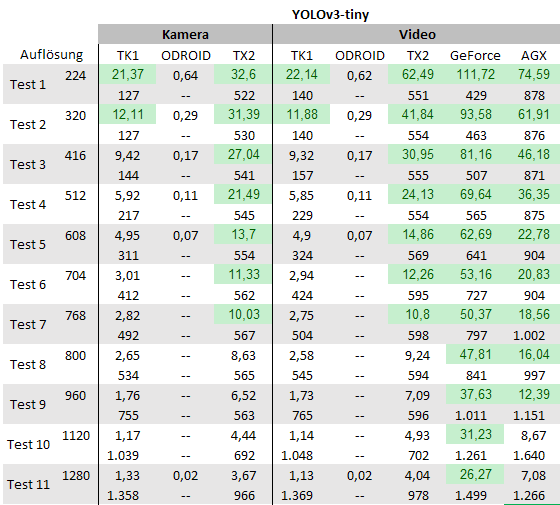 YOLOv3-tiny
Kamera Video
Auflösung TK1 ODROID TX2 TK1 ODROID TX2 GeForce AGX
Test 1 224 21,37 0,64 32,6 22,14 0,62 62,49 111,72 74,59
127 -- 522 140 -- 551 429 878
Test 2 320 12,11 0,29 31,39 11,88 0,29 41,84 93,58 61,91
127 -- 530 140 -- 554 463 876
Test 3 416 9,42 0,17 27,04 9,32 0,17 30,95 81,16 46,18
144 -- 541 157 -- 555 507 871
Test 4 512 5,92 0,11 21,49 5,85 0,11 24,13 69,64 36,35
217 -- 545 229 -- 554 565 875
Test 5 608 4,95 0,07 13,7 4,9 0,07 14,86 62,69 22,78
311 -- 554 324 -- 569 641 904
Test 6 704 3,01 -- 11,33 2,94 -- 12,26 53,16 20,83
412 -- 562 424 -- 595 727 904
Test 7 768 2,82 -- 10,03 2,75 -- 10,8 50,37 18,56
492 -- 567 504 -- 598 797 1.002
Test 8 800 2,65 -- 8,63 2,58 -- 9,24 47,81 16,04
534 -- 565 545 -- 594 841 997
Test 9 960 1,76 -- 6,52 1,73 -- 7,09 37,63 12,39
755 -- 563 765 -- 596 1.011 1.151
Test 10 1120 1,17 -- 4,44 1,14 -- 4,93 31,23 8,67
1.039 -- 692 1.048 -- 702 1.261 1.640
Test 11 1280 1,33 0,02 3,67 1,13 0,02 4,04 26,27 7,08
1.358 -- 966 1.369 -- 978 1.499 1.266